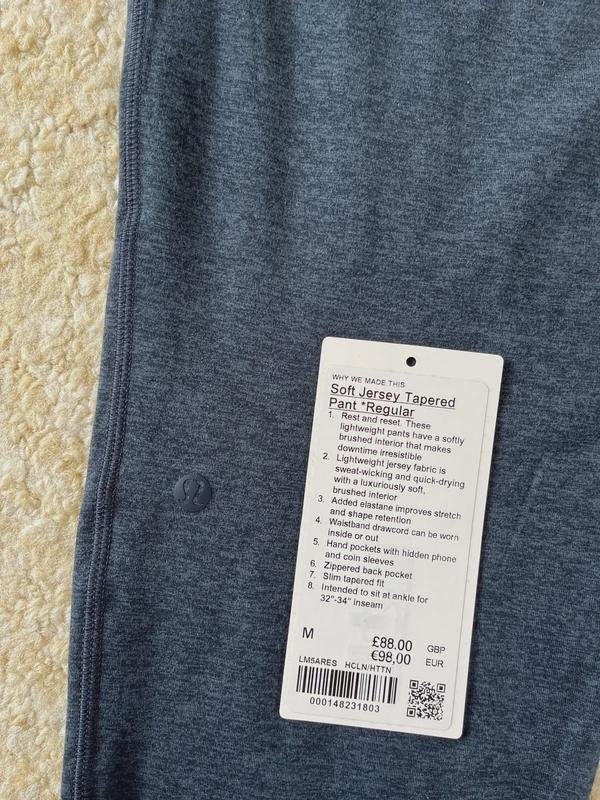 WHY WE MADE THIS
Soft Jersey Tapered
Pant *Regular
1. Rest and reset. These
lightweight pants have a softly
brushed interior that makes
downtime irresistible
2. Lightweight jersey fabric is
sweat-wicking and quick-drying
with a luxuriously soft,
brushed interior
3. Added elastane improves stretch
and shape retention
4. Waistband drawcord can be worn
inside or out
5. Hand pockets with hidden phone
and coin sleeves
6. Zippered back pocket
7. Slim tapered fit
8. Intended to sit at ankle for
32"-34" inseam
M
£88.00 GBP
€98,00 EUR
LM5ARES HCLN/HTTN
000148231803